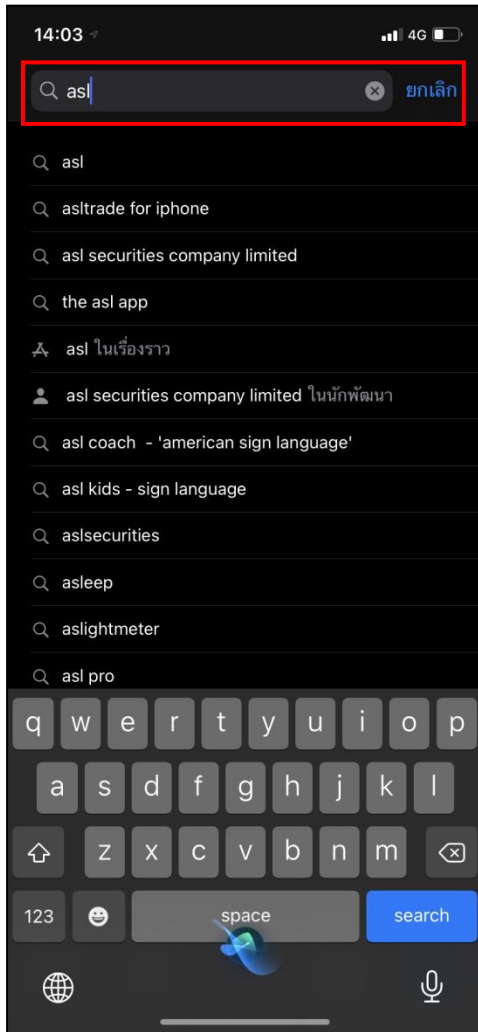 14:03 4G
asl ยกเลิก
asl
asltrade for iphone
asl securities company limited
the asl app
asl ในเรื่องราว
asl securities company limited ในนักพัฒนา
asl coach - 'american sign language'
asl kids - sign language
aslsecurities
asleep
aslightmeter
asl pro
q w e r t y u i o p
a s d f g h j k l
z x c v b n m
123 space search